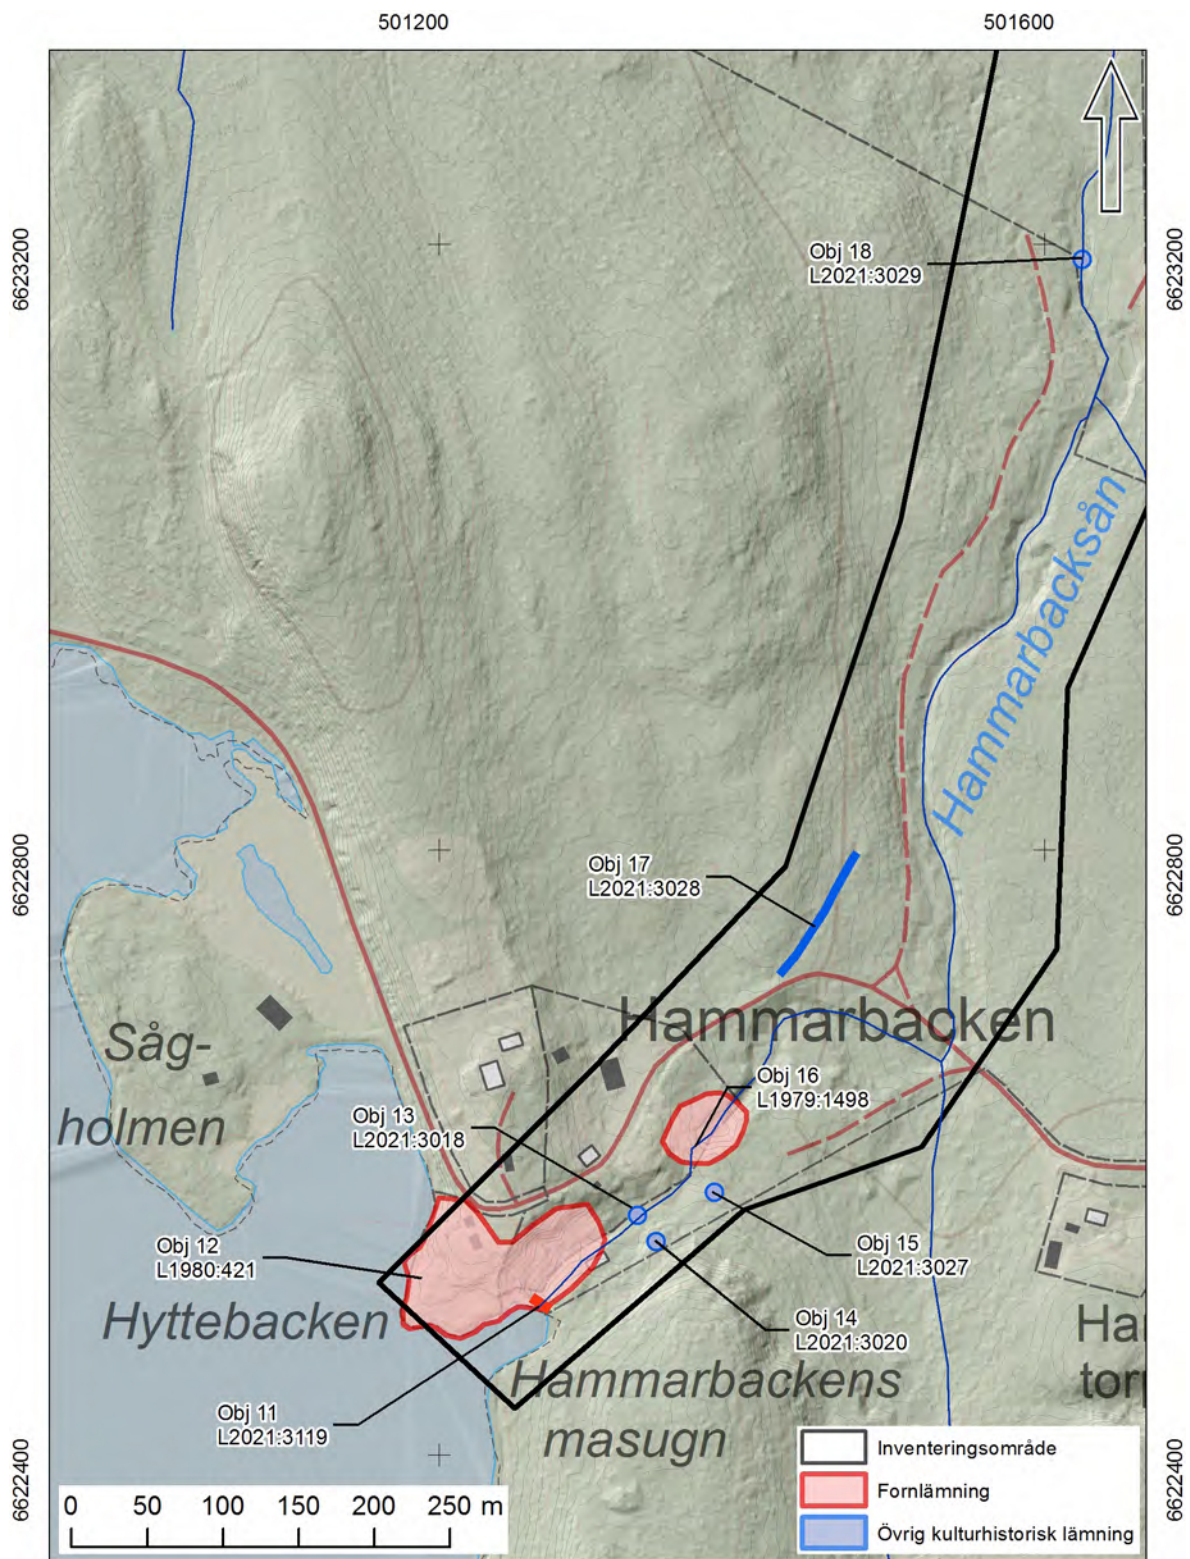 501200
501600
6623200
6623200
Obj 18
L2021:3029
Hammarbacksån
6622800
6622800
Obj 17
L2021:3028
Hammarbacken
Såg-
holmen
Obj 16
L1979:1498
Obj 13
L2021:3018
Obj 12
L1980:421
Obj 15
L2021:3027
Hyttebacken
Obj 14
L2021:3020
Ha
tor
Hammarbackens
masugn
Obj 11
L2021:3119
6622400
6622400
Inventeringsområde
Fornlämning
Övrig kulturhistorisk lämning
0 50 100 150 200 250 m